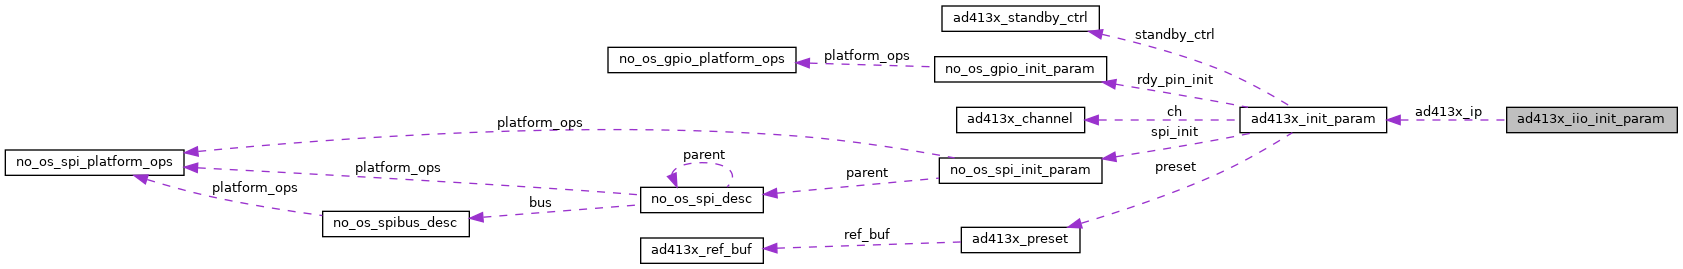 ad413x_standby_ctrl
standby_ctrl
no_os_gpio_platform_ops
platform_ops
no_os_gpio_init_param
rdy_pin_init
ad413x_channel
ch
ad413x_init_param
ad413x_ip
ad413x_iio_init_param
platform_ops
spi_init
no_os_spi_platform_ops
platform_ops
parent
parent
no_os_spi_init_param
preset
platform_ops
no_os_spi_desc
bus
no_os_spibus_desc
ad413x_ref_buf
ref_buf
ad413x_preset